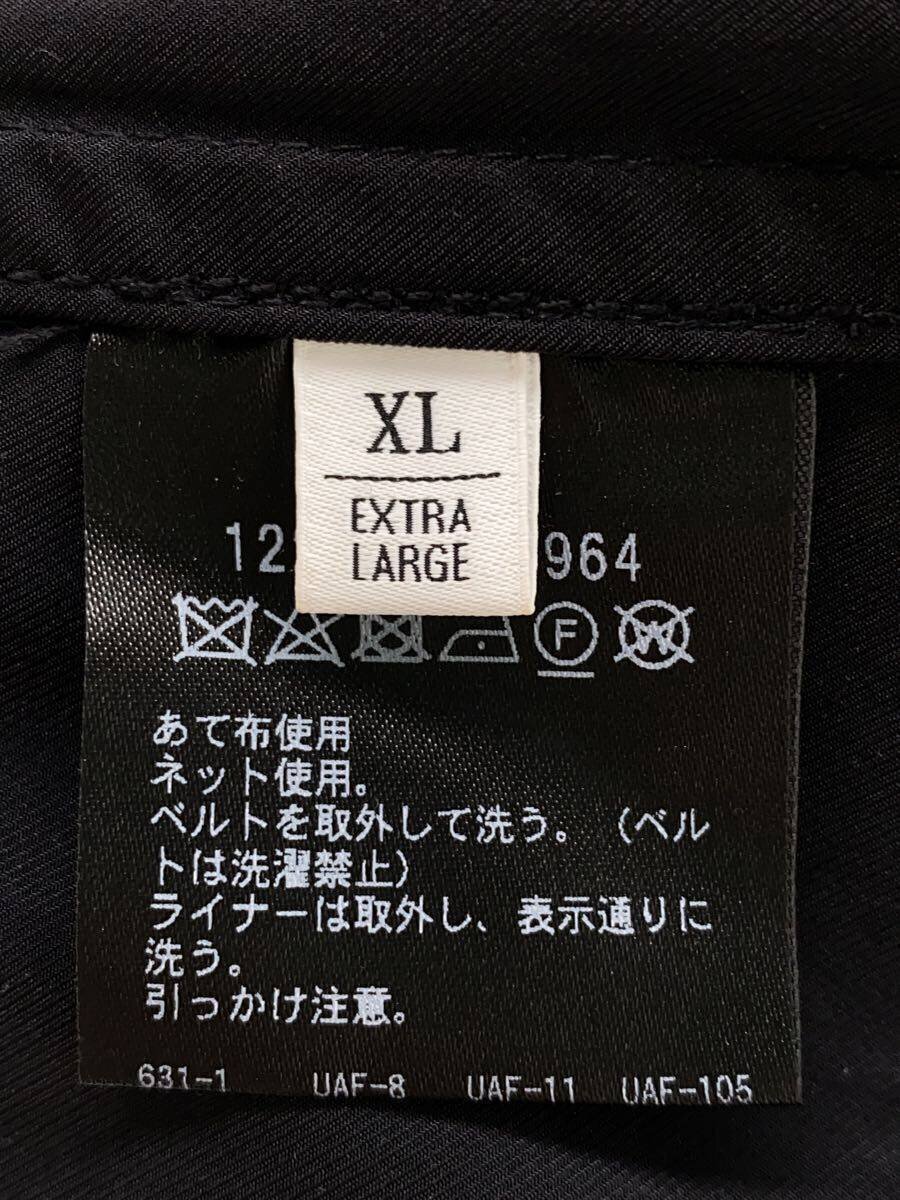 XL
EXTRA
LARGE
12 964
F W
あて布使用
ネット使用。
ベルトを取外して洗う。（ベル
トは洗濯禁止）
ライナーは取外し、表示通りに
洗う。
引っかけ注意。
631-1 UAF-8 UAF-11 UAF-105